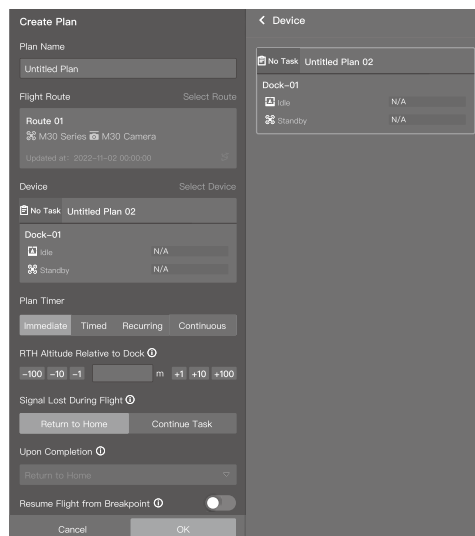 Create Plan
Plan Name
Untitled Plan
Flight Route Select Route
Route 01
M30 Series M30 Camera
Updated at: 2022-11-02 00:00:00
Device Select Device
No Task Untitled Plan 02
Dock-01
Idle N/A
Standby N/A
Plan Timer
Immediate Timed Recurring Continuous
RTH Altitude Relative to Dock
-100 -10 -1 m +1 +10 +100
Signal Lost During Flight
Return to Home Continue Task
Upon Completion
Return to Home
Resume Flight from Breakpoint
Cancel OK
Device
No Task Untitled Plan 02
Dock-01
Idle N/A
Standby N/A